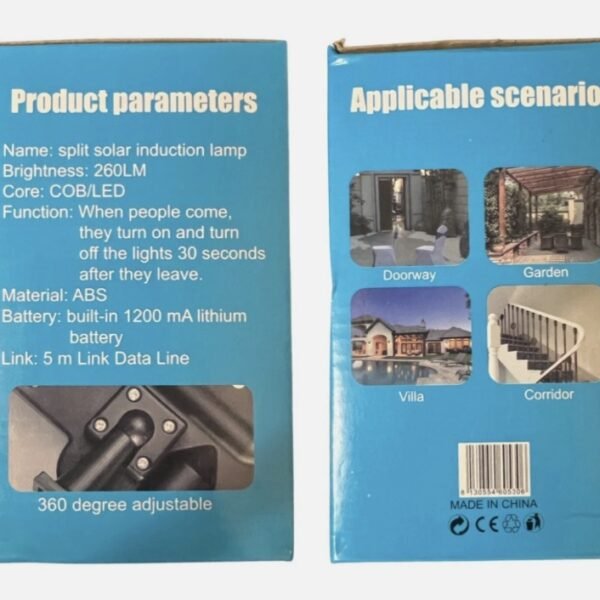 Product parameters
Name: split solar induction lamp
Brightness: 260LM
Core: COB/LED
Function: When people come,
they turn on and turn
off the lights 30 seconds
after they leave.
Material: ABS
Battery: built-in 1200 mA lithium
battery
Link: 5 m Link Data Line
360 degree adjustable
Applicable scenario
Doorway
Garden
Villa
Corridor
MADE IN CHINA
CE